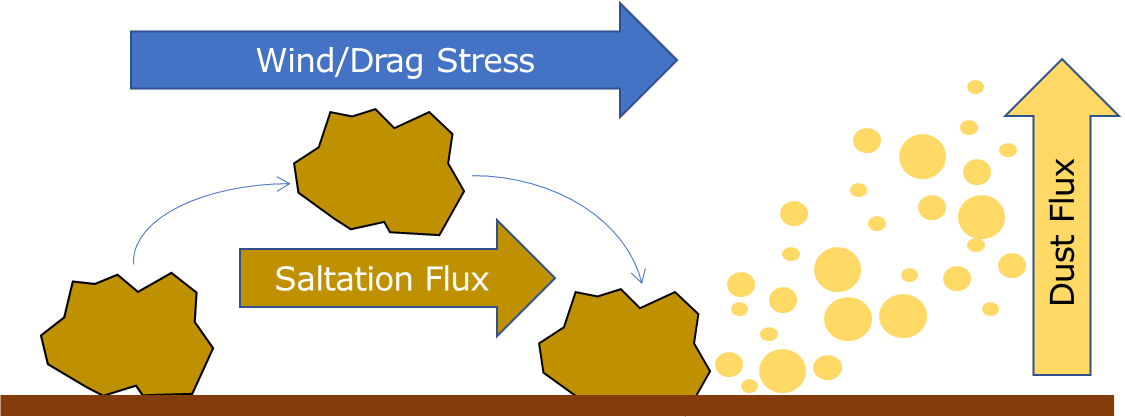 Wind/Drag Stress
Saltation Flux
Dust Flux